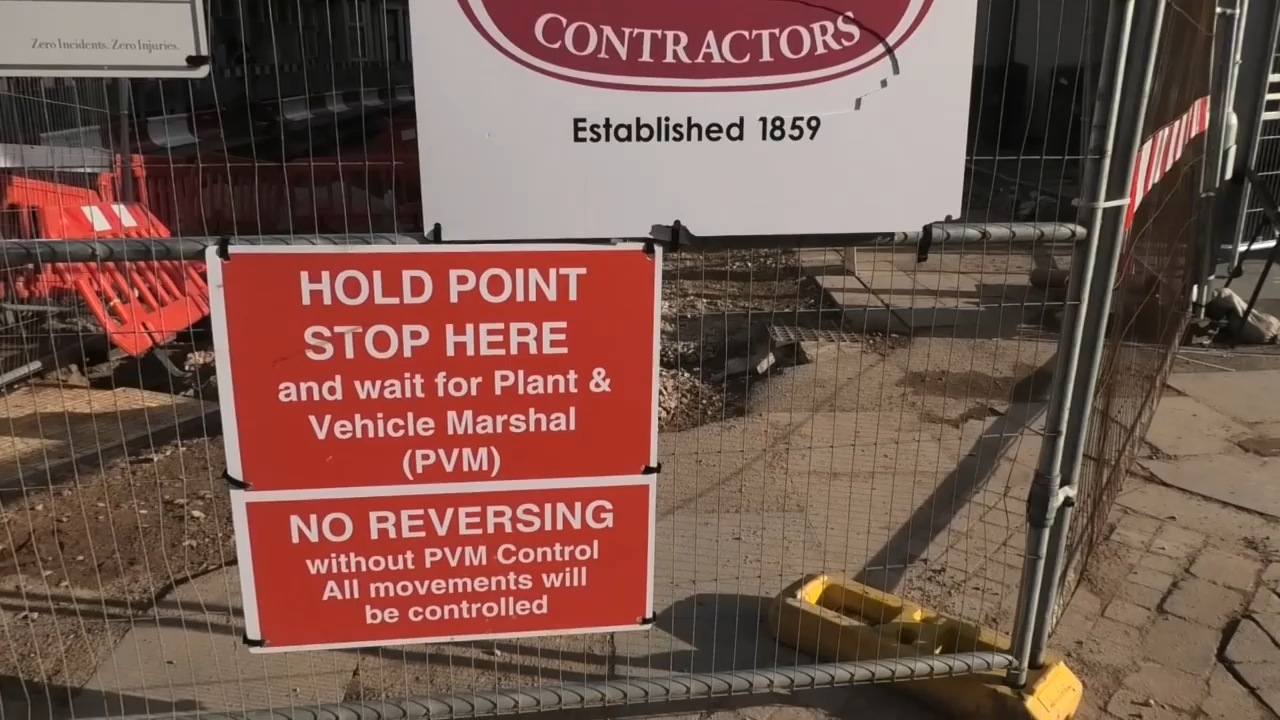 Zero Incidents. Zero Injuries.
CONTRACTORS
Established 1859
HOLD POINT
STOP HERE
and wait for Plant &
Vehicle Marshal
(PVM)
NO REVERSING
without PVM Control
All movements will
be controlled